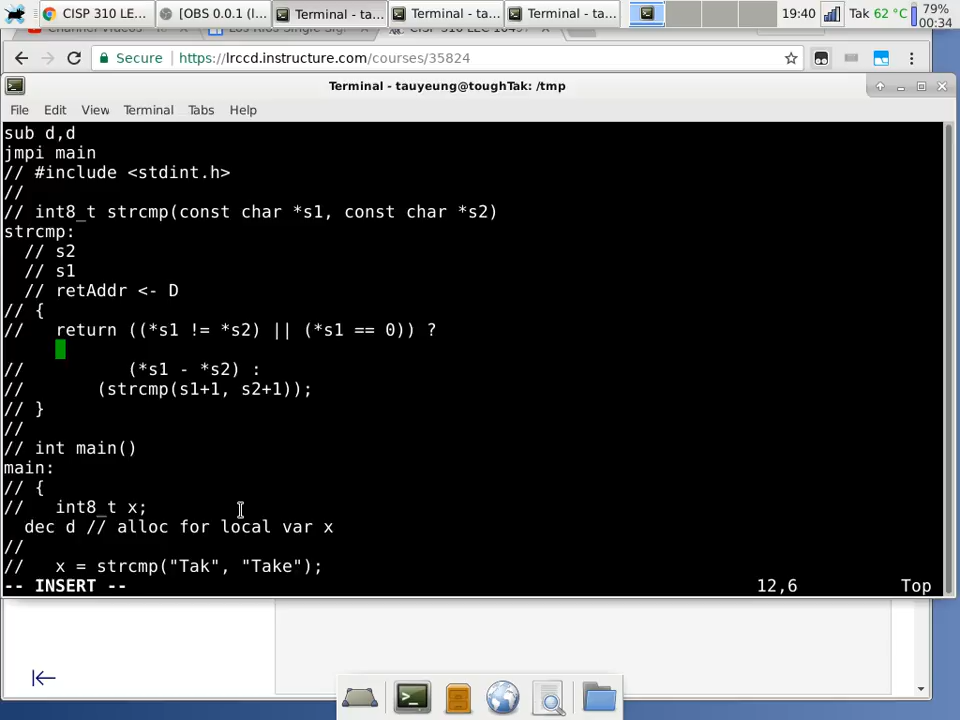 CISP 310 LE...
[OBS 0.0.1 (l...
Terminal - ta...
Terminal - ta...
Terminal - ta...
19:40
Tak 62 °C
79%
00:34
Secure
https://lrccd.instructure.com/courses/35824
Terminal - tauyeung@toughTak: /tmp
File Edit View Terminal Tabs Help
sub d,d
jmpi main
// #include <stdint.h>
//
// int8_t strcmp(const char *s1, const char *s2)
strcmp:
// s2
// s1
// retAddr <- D
// {
// return ((*s1 != *s2) || (*s1 == 0)) ?
// (*s1 - *s2) :
// (strcmp(s1+1, s2+1));
// }
//
// int main()
main:
// {
// int8_t x;
dec d // alloc for local var x
//
// x = strcmp("Tak", "Take");
-- INSERT -- 12,6 Top